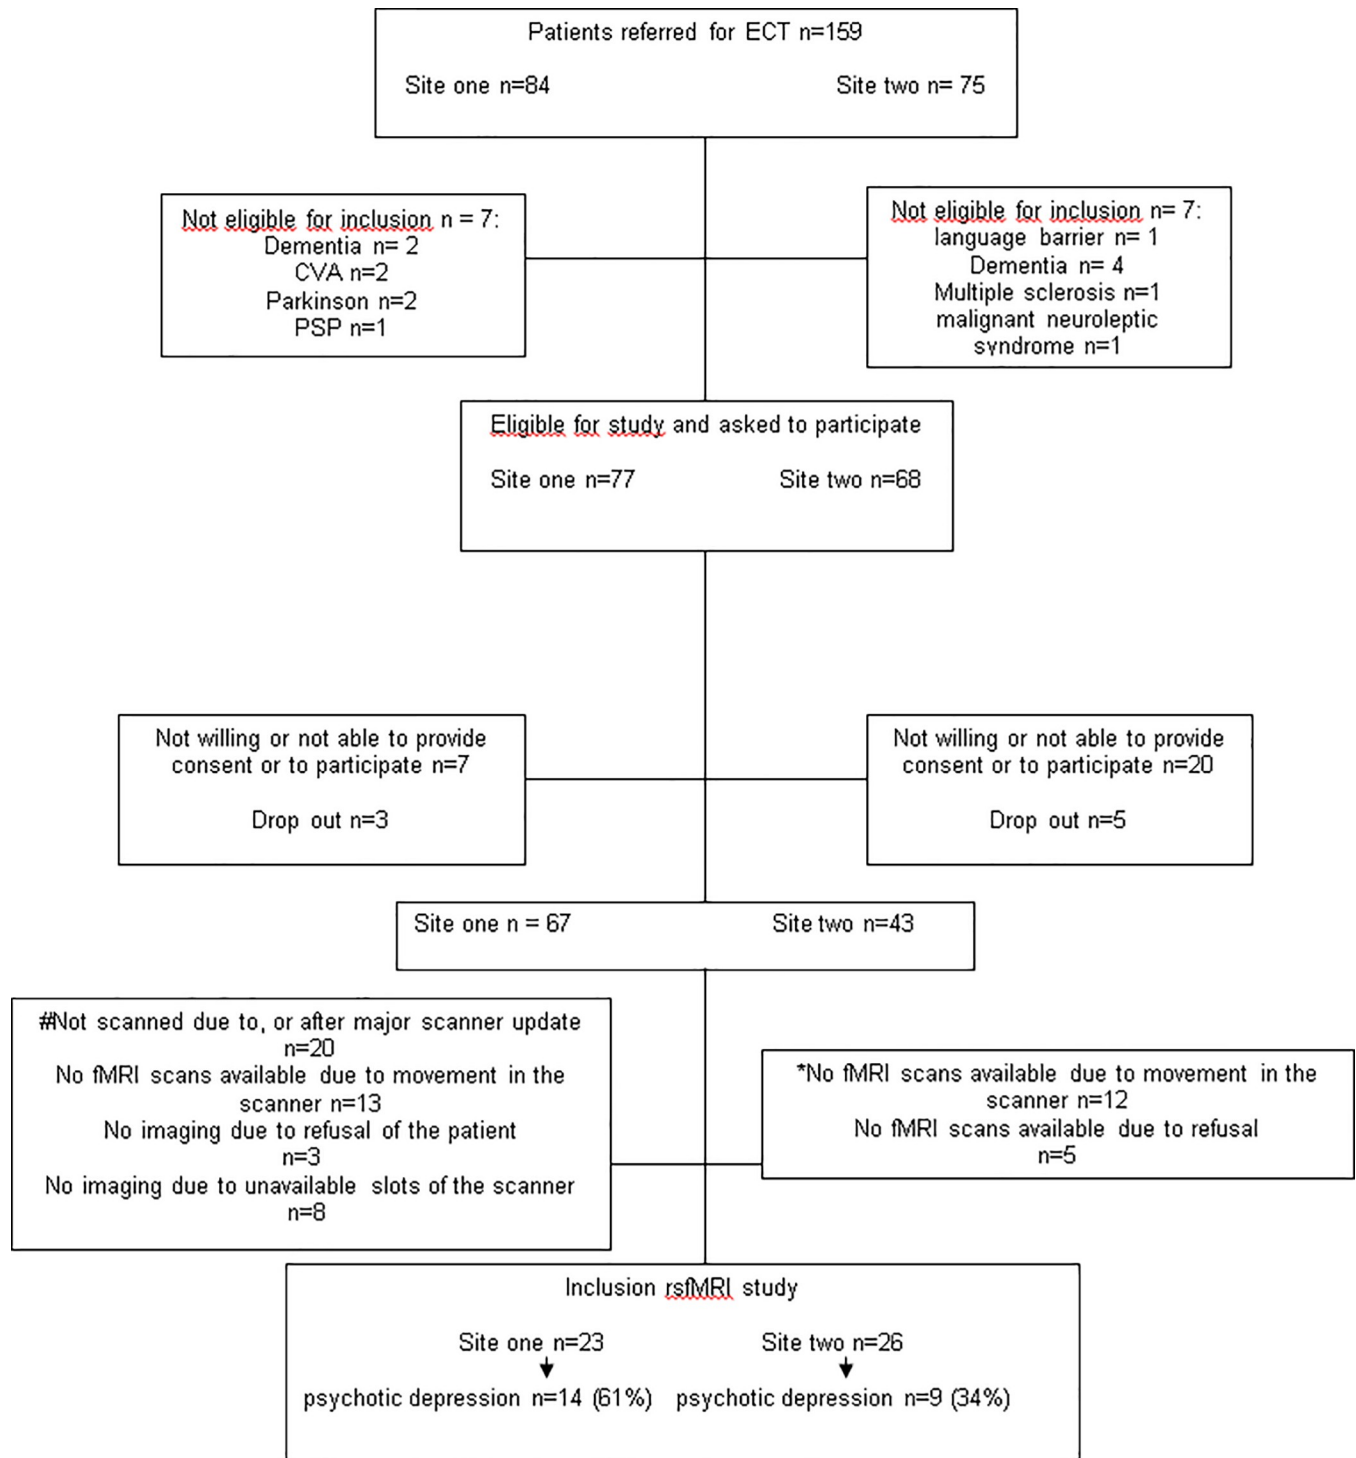 Patients referred for ECT n=159
Site one n=84 Site two n= 75
Not eligible for inclusion n = 7:
Dementia n= 2
CVA n=2
Parkinson n=2
PSP n=1
Not eligible for inclusion n= 7:
language barrier n= 1
Dementia n= 4
Multiple sclerosis n=1
malignant neuroleptic
syndrome n=1
Eligible for study and asked to participate
Site one n=77 Site two n=68
Not willing or not able to provide
consent or to participate n=7
Drop out n=3
Not willing or not able to provide
consent or to participate n=20
Drop out n=5
Site one n = 67 Site two n=43
#Not scanned due to, or after major scanner update
n=20
No fMRI scans available due to movement in the
scanner n=13
No imaging due to refusal of the patient
n=3
No imaging due to unavailable slots of the scanner
n=8
*No fMRI scans available due to movement in the
scanner n=12
No fMRI scans available due to refusal
n=5
Inclusion rsfMRI study
Site one n=23 Site two n=26
psychotic depression n=14 (61%) psychotic depression n=9 (34%)